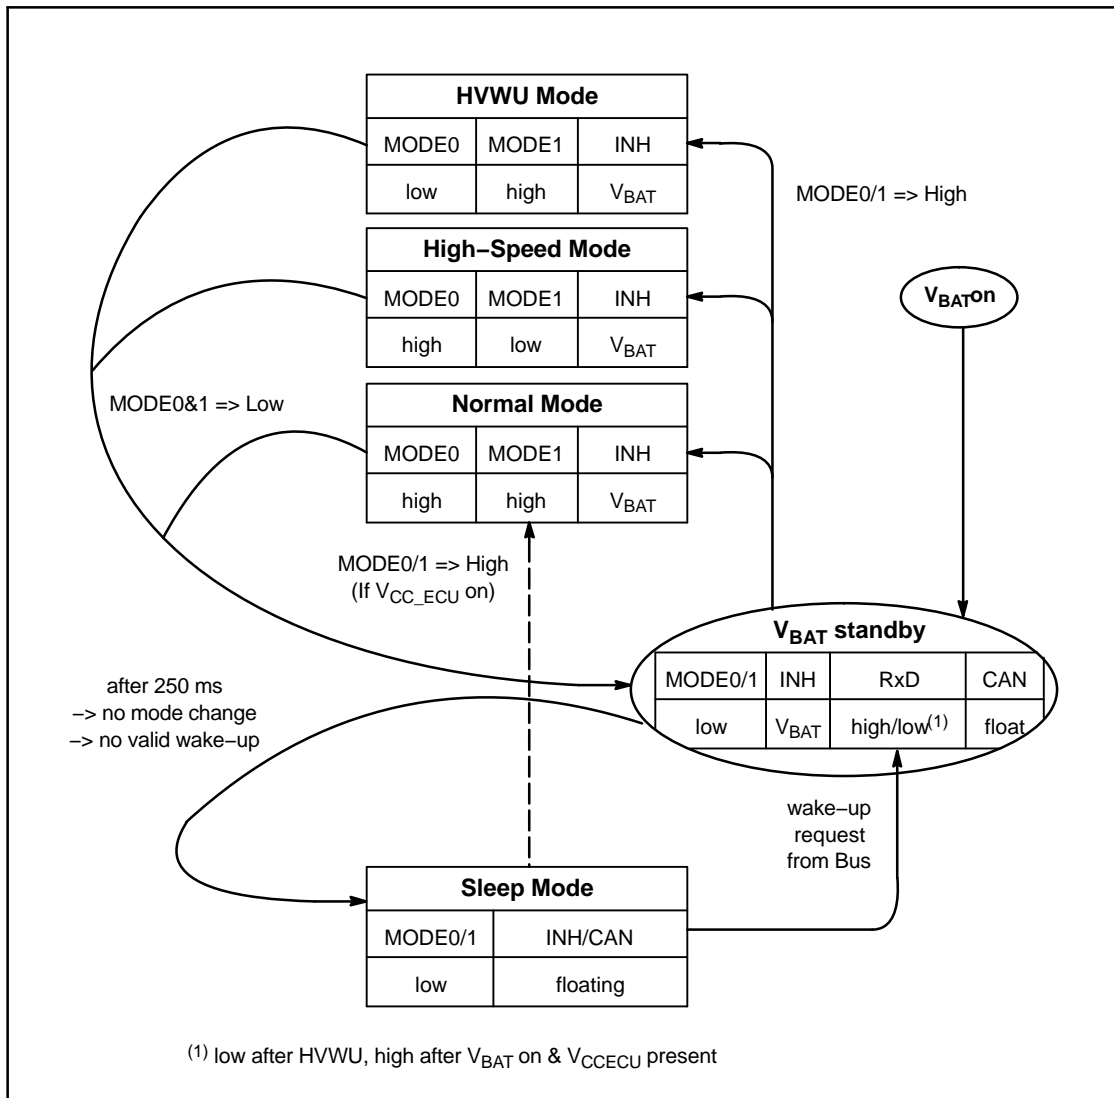 HVWU Mode
MODE0 MODE1 INH
low high VBAT
MODE0/1 => High
High–Speed Mode
MODE0 MODE1 INH
high low VBAT
VBATon
MODE0&1 => Low
Normal Mode
MODE0 MODE1 INH
high high VBAT
MODE0/1 => High
(If VCC_ECU on)
VBAT standby
MODE0/1 INH RxD CAN
low VBAT high/low(1) float
after 250 ms
–> no mode change
–> no valid wake–up
wake–up
request
from Bus
Sleep Mode
MODE0/1 INH/CAN
low floating
(1) low after HVWU, high after VBAT on & VCCECU present